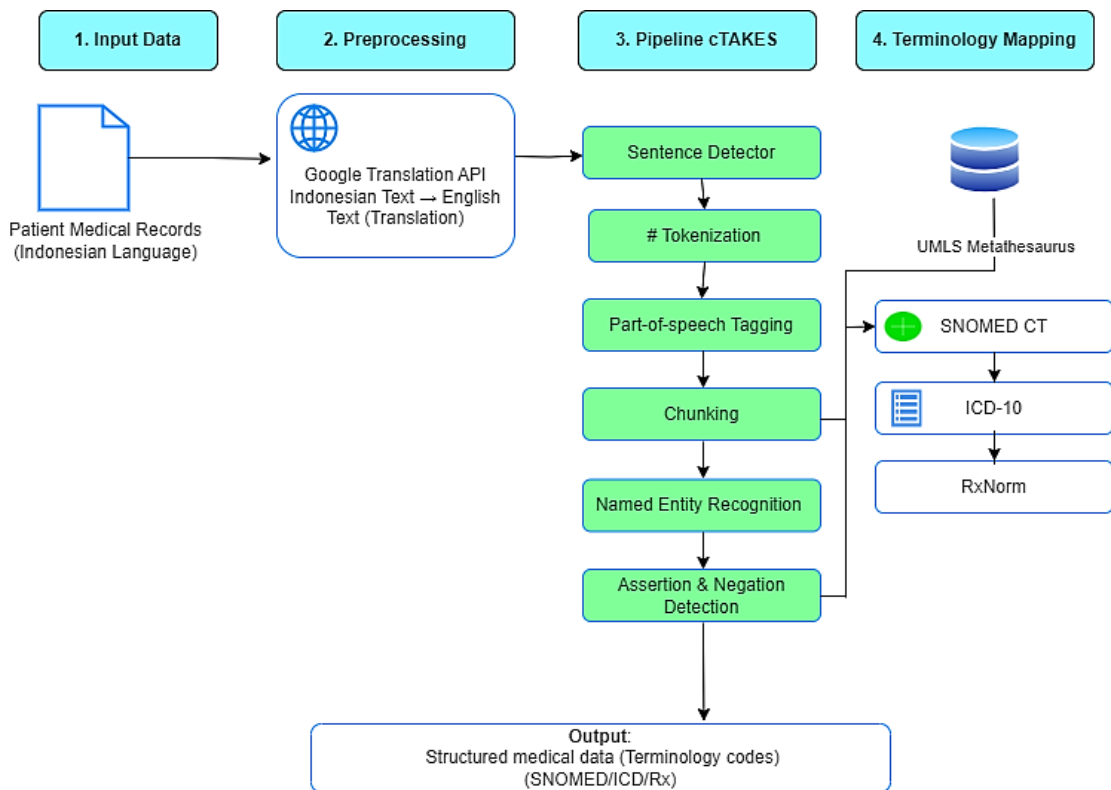 1. Input Data
2. Preprocessing
3. Pipeline cTAKES
4. Terminology Mapping
Patient Medical Records
(Indonesian Language)
Google Translation API
Indonesian Text → English
Text (Translation)
Sentence Detector
# Tokenization
Part-of-speech Tagging
Chunking
Named Entity Recognition
Assertion & Negation
Detection
UMLS Metathesaurus
SNOMED CT
ICD-10
RxNorm
Output:
Structured medical data (Terminology codes)
(SNOMED/ICD/Rx)